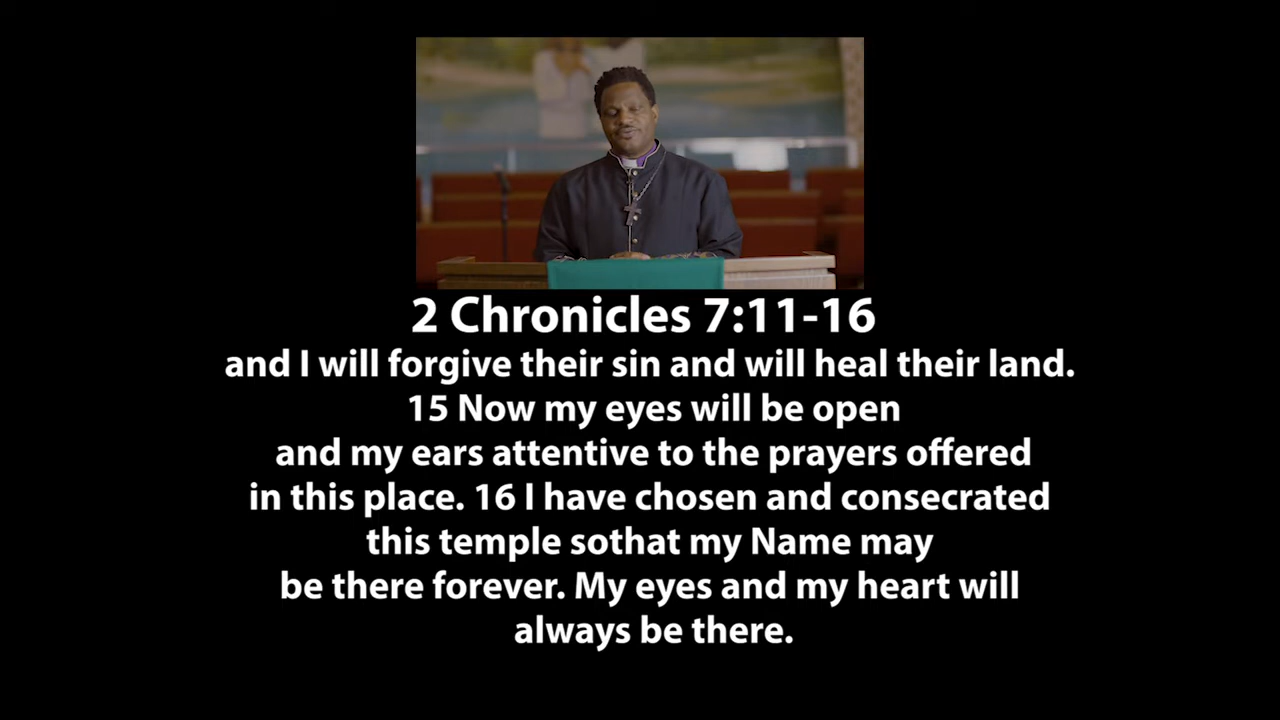 2 Chronicles 7:11-16
and I will forgive their sin and will heal their land.
15 Now my eyes will be open
and my ears attentive to the prayers offered
in this place. 16 I have chosen and consecrated
this temple sothat my Name may
be there forever. My eyes and my heart will
always be there.